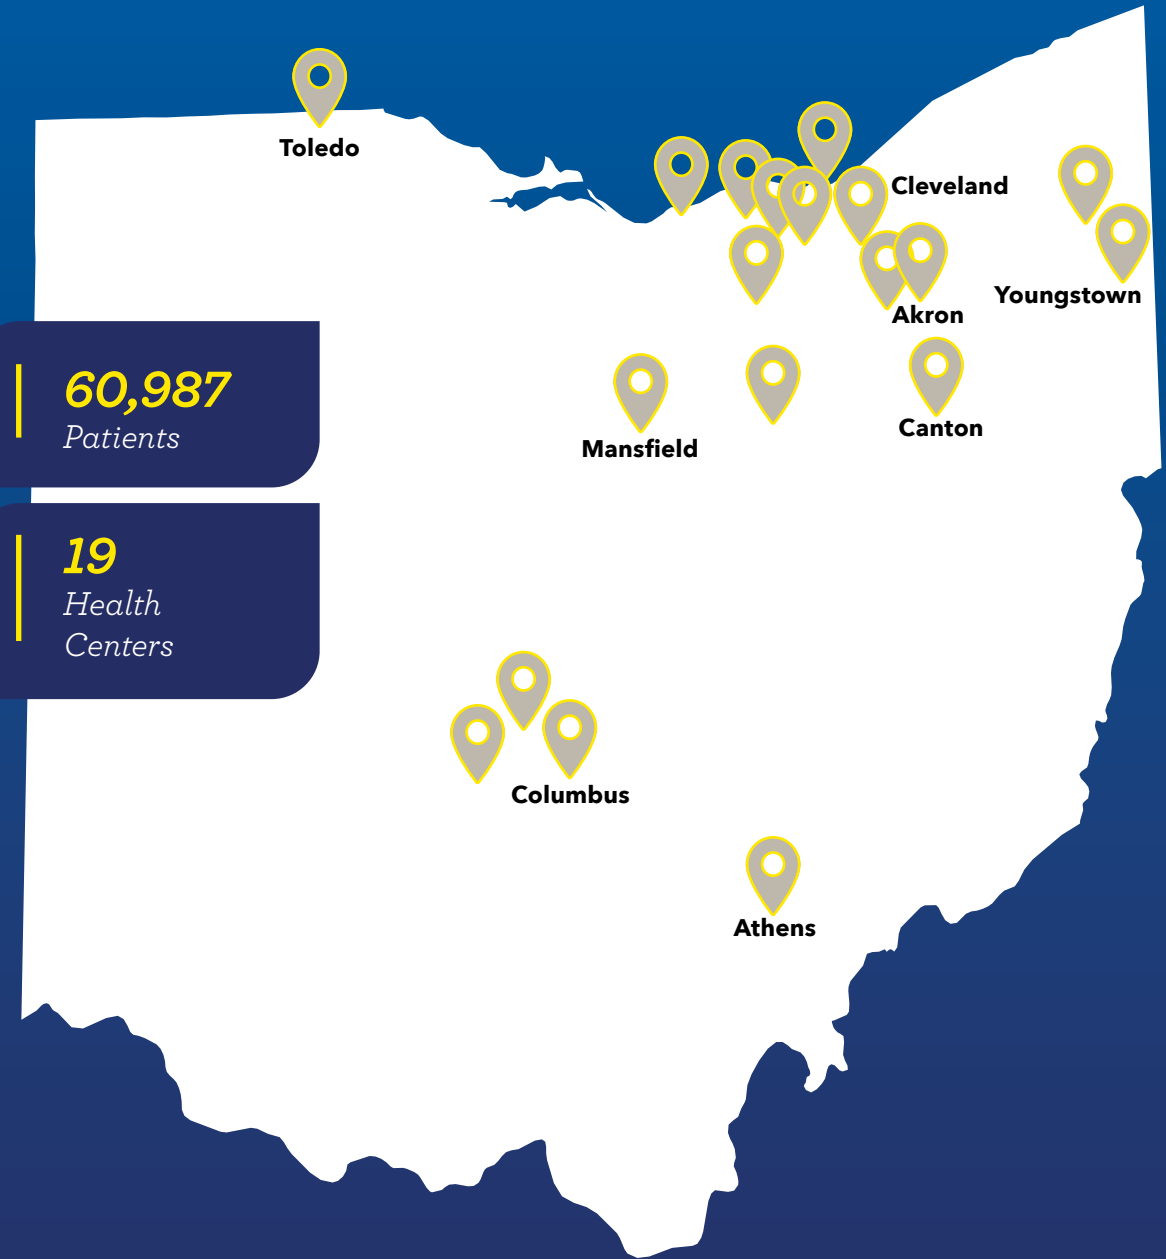 Toledo
Cleveland
Youngstown
Akron
60,987
Patients
Canton
Mansfield
19
Health
Centers
Columbus
Athens